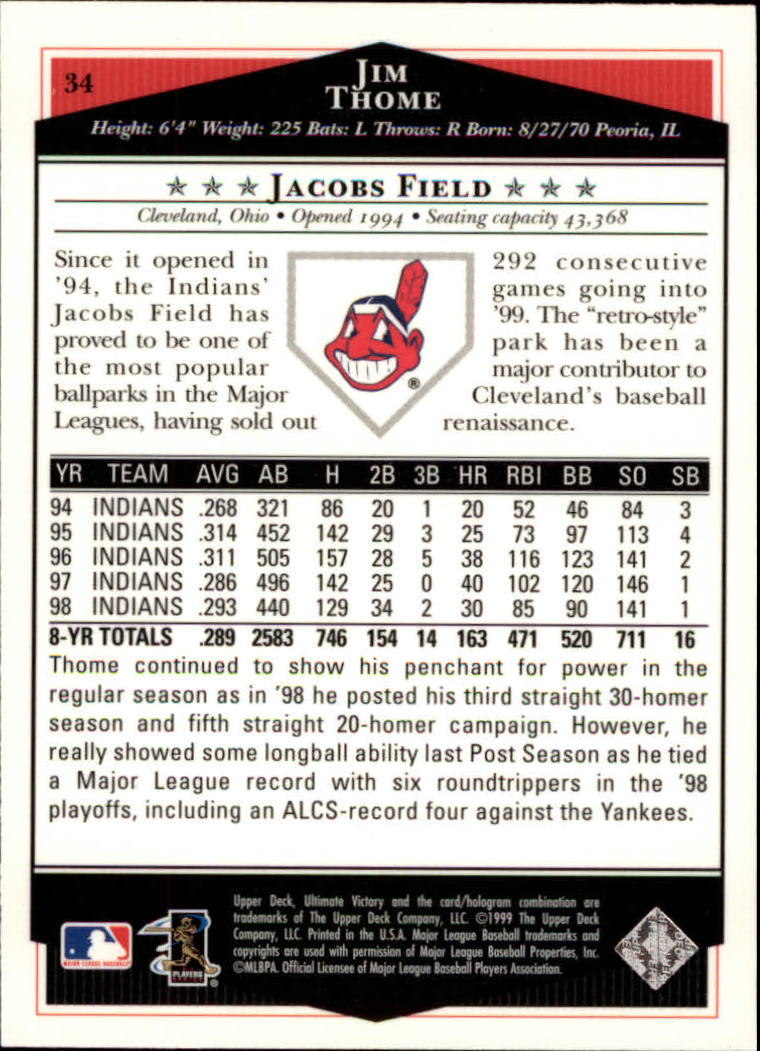 34
JIM
THOME
Height: 6'4" Weight: 225 Bats: L Throws: R Born: 8/27/70 Peoria, IL
JACOBS FIELD
Cleveland, Ohio • Opened 1994 • Seating capacity 43,368
Since it opened in
'94, the Indians'
Jacobs Field has
proved to be one of
the most popular
ballparks in the Major
Leagues, having sold out
292 consecutive
games going into
'99. The "retro-style"
park has been a
major contributor to
Cleveland's baseball
renaissance.
®
YR TEAM AVG AB H 2B 3B HR RBI BB SO SB
94 INDIANS .268 321 86 20 1 20 52 46 84 3
95 INDIANS .314 452 142 29 3 25 73 97 113 4
96 INDIANS .311 505 157 28 5 38 116 123 141 2
97 INDIANS .286 496 142 25 0 40 102 120 146 1
98 INDIANS .293 440 129 34 2 30 85 90 141 1
8-YR TOTALS .289 2583 746 154 14 163 471 520 711 16
Thome continued to show his penchant for power in the
regular season as in '98 he posted his third straight 30-homer
season and fifth straight 20-homer campaign. However, he
really showed some longball ability last Post Season as he tied
a Major League record with six roundtrippers in the '98
playoffs, including an ALCS-record four against the Yankees.
Upper Deck, Ultimate Victory and the card/hologram combination are
trademarks of The Upper Deck Company, LLC. ©1999 The Upper Deck
Company, LLC. Printed in the U.S.A. Major League Baseball trademarks and
copyrights are used with permission of Major League Baseball Properties, Inc.
©MLBPA. Official Licensee of Major League Baseball Players Association.
MAJOR LEAGUE BASEBALL
PLAYERS